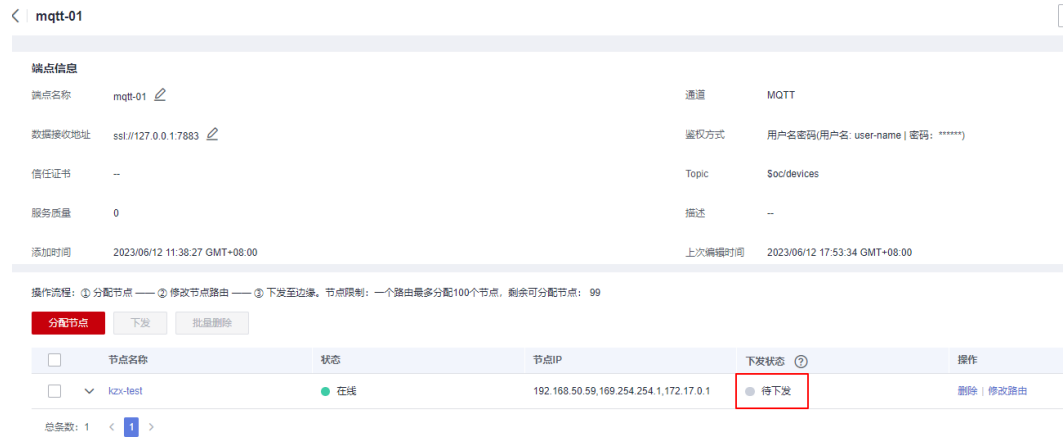 mqtt-01
端点信息
端点名称 mqtt-01 通道 MQTT
数据接收地址 ssl://127.0.0.1:7883 鉴权方式 用户名密码(用户名: user-name | 密码: ******)
信任证书 -- Topic $oc/devices
服务质量 0 描述 --
添加时间 2023/06/12 11:38:27 GMT+08:00 上次编辑时间 2023/06/12 17:53:34 GMT+08:00
操作流程：① 分配节点 —— ② 修改节点路由 —— ③ 下发至边缘。节点限制：一个路由最多分配100个节点，剩余可分配节点： 99
分配节点 下发 批量删除
节点名称 状态 节点IP 下发状态 ? 操作
kzx-test 在线 192.168.50.59,169.254.254.1,172.17.0.1 待下发 删除 | 修改路由
总条数: 1 < 1 >